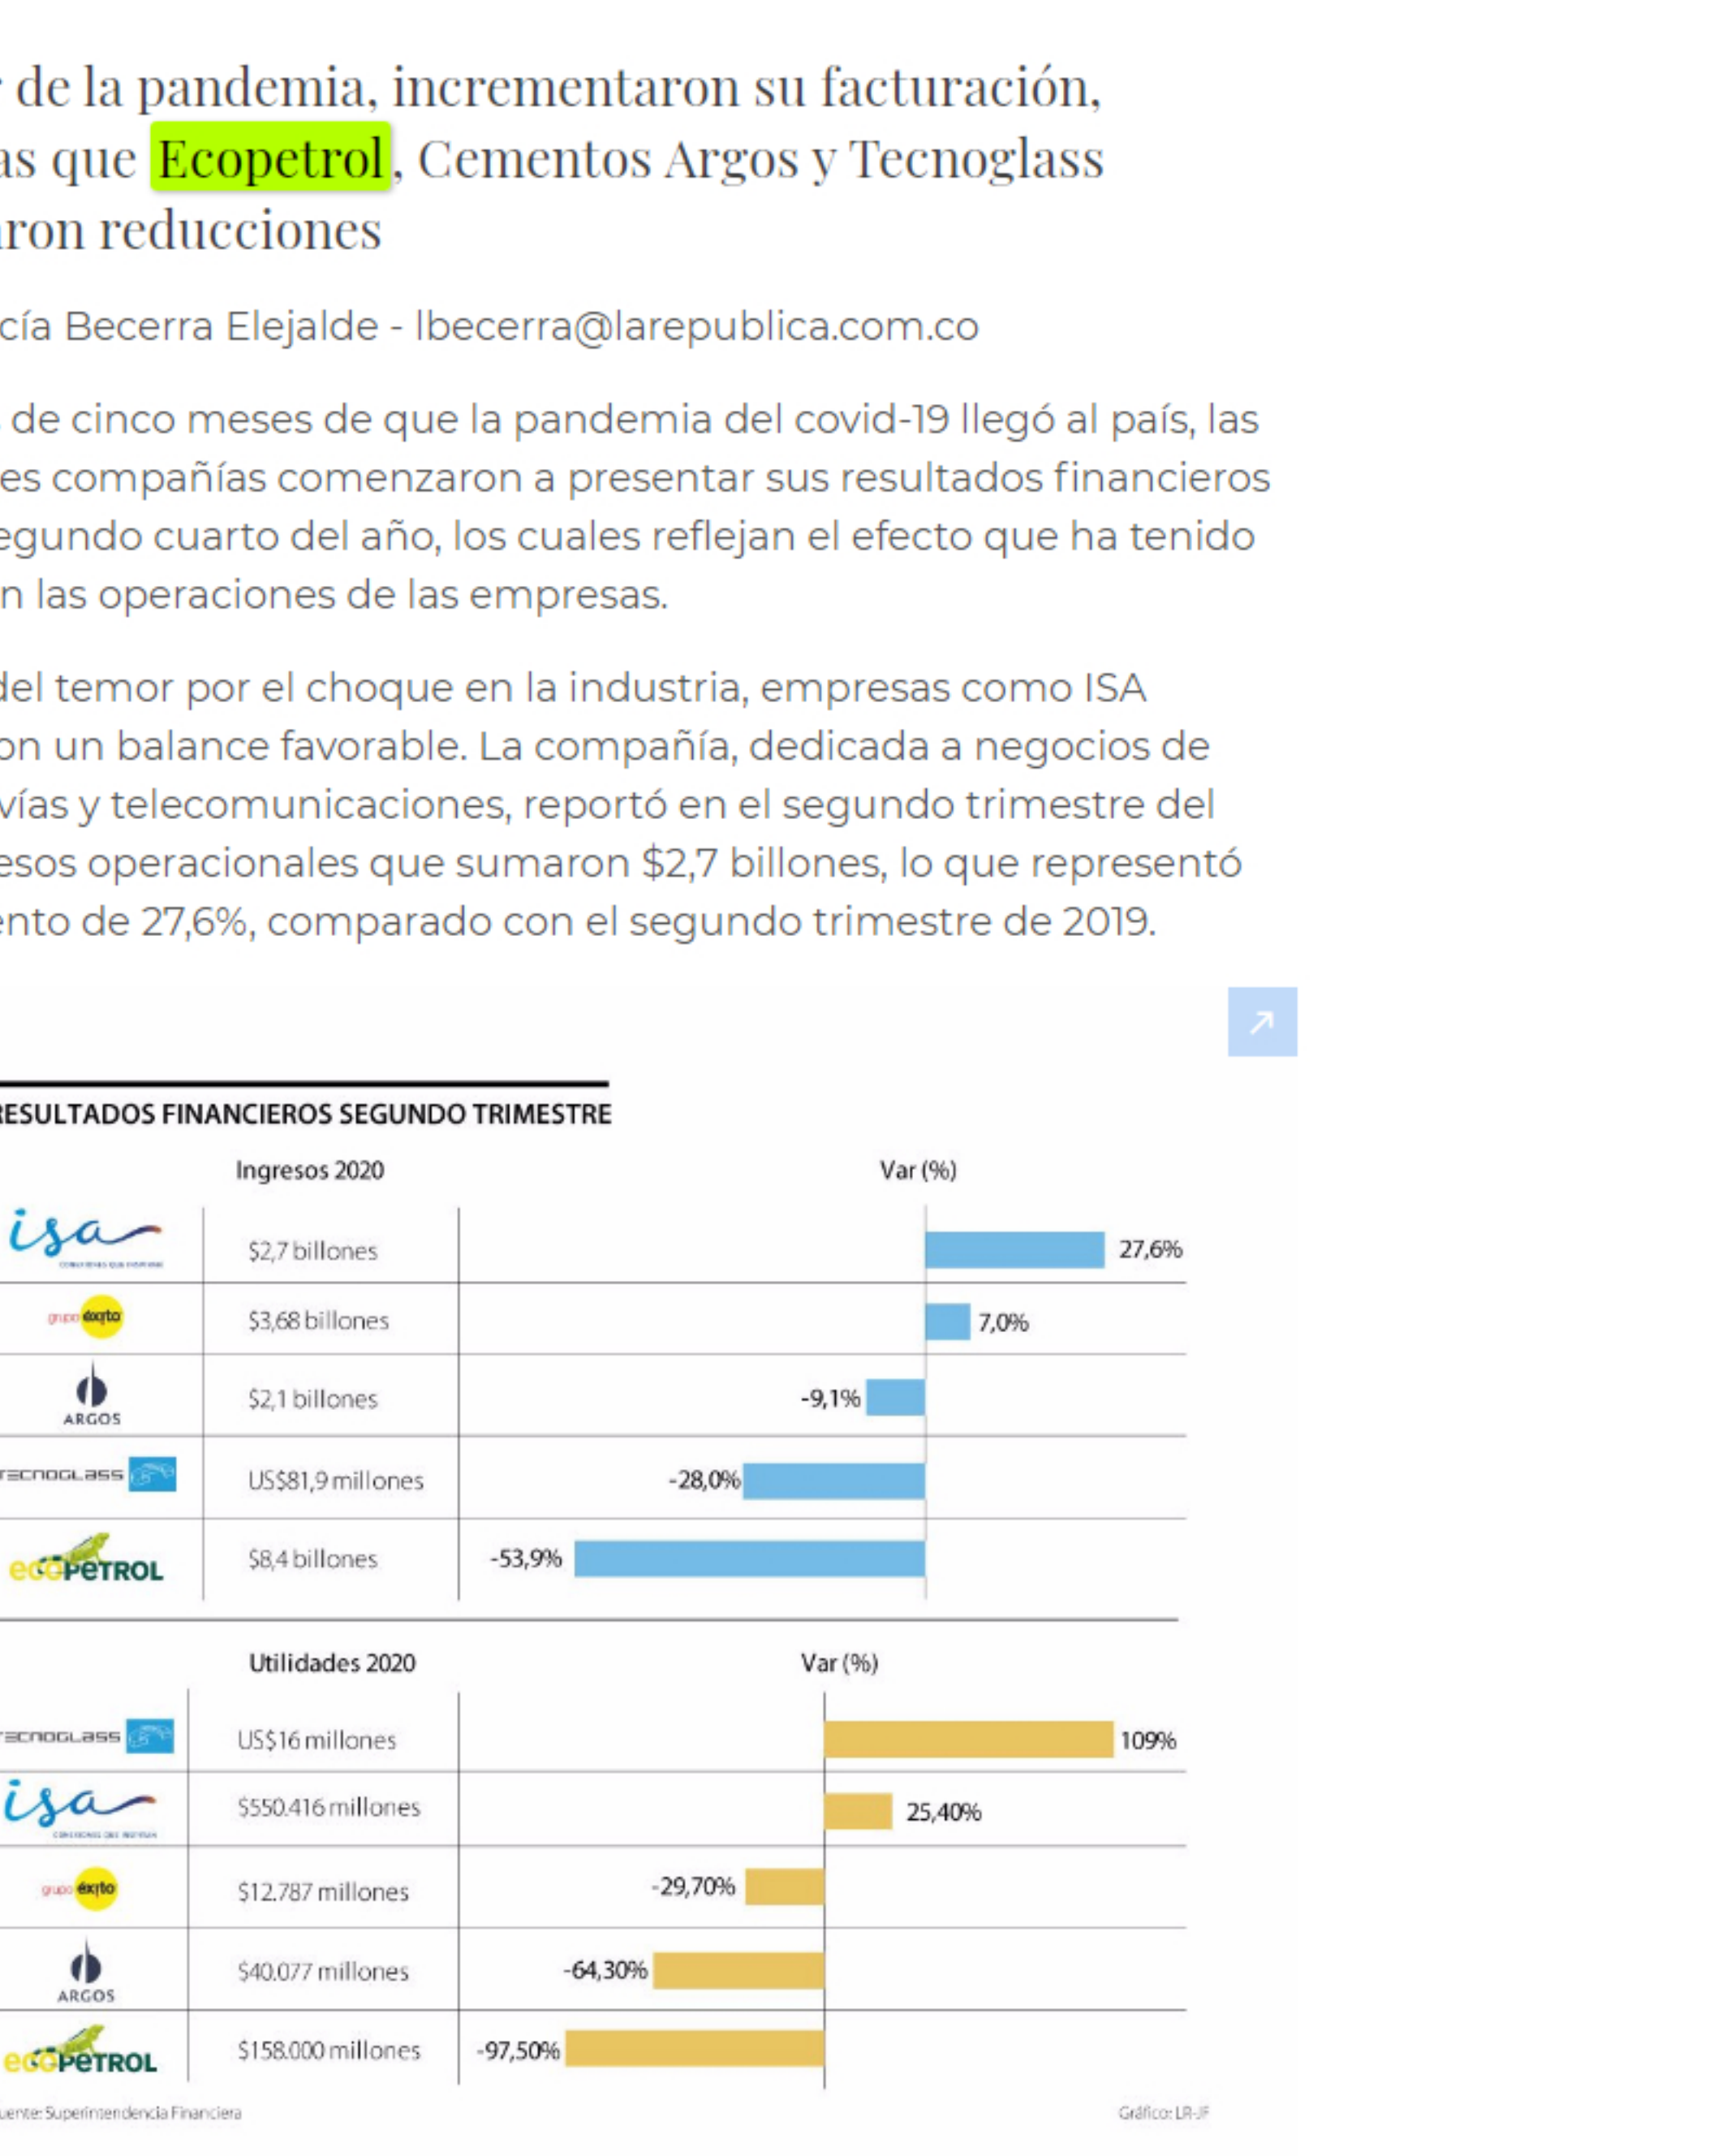 de la pandemia, incrementaron su facturación,
as que Ecopetrol, Cementos Argos y Tecnoglass
aron reducciones
cía Becerra Elejalde - lbecerra@larepublica.com.co
de cinco meses de que la pandemia del covid-19 llegó al país, las
es compañías comenzaron a presentar sus resultados financieros
egundo cuarto del año, los cuales reflejan el efecto que ha tenido
n las operaciones de las empresas.
del temor por el choque en la industria, empresas como ISA
on un balance favorable. La compañía, dedicada a negocios de
vías y telecomunicaciones, reportó en el segundo trimestre del
esos operacionales que sumaron $2,7 billones, lo que representó
ento de 27,6%, comparado con el segundo trimestre de 2019.
RESULTADOS FINANCIEROS SEGUNDO TRIMESTRE
Ingresos 2020 Var (%)
isa $2,7 billones 27,6%
grupo éxito $3,68 billones 7,0%
ARGOS $2,1 billones -9,1%
TECNOGLASS US$81,9 millones -28,0%
ecoPETROL $8,4 billones -53,9%
Utilidades 2020 Var (%)
TECNOGLASS US$16 millones 109%
isa $550.416 millones 25,40%
grupo éxito $12.787 millones -29,70%
ARGOS $40.077 millones -64,30%
ecoPETROL $158.000 millones -97,50%
uente: Superintendencia Financiera Gráfico: LR-JF